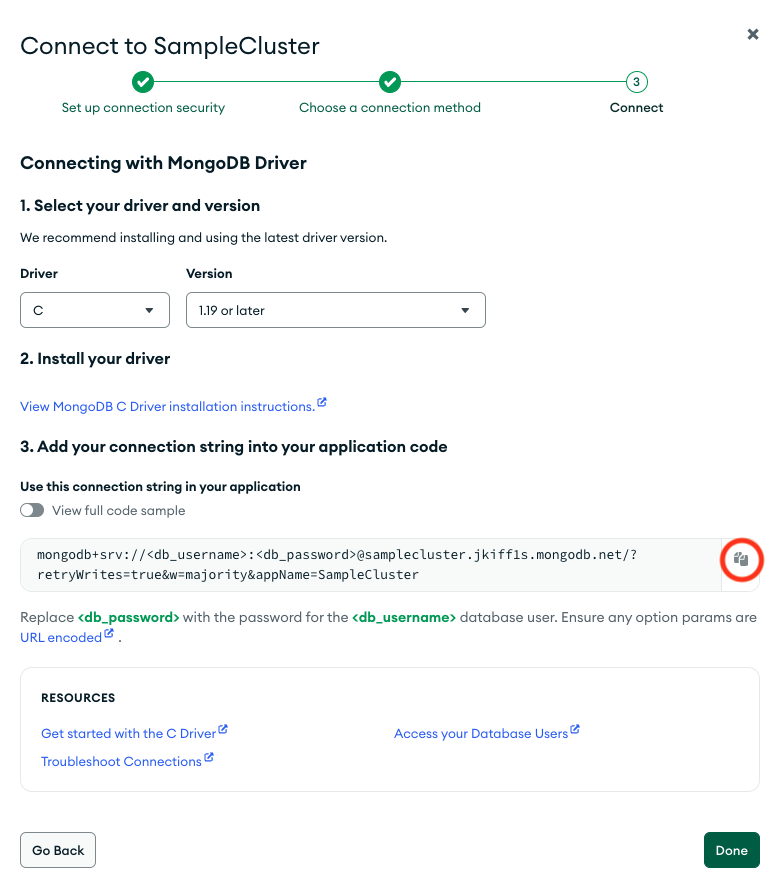 Connect to SampleCluster
3
Set up connection security
Choose a connection method
Connect
Connecting with MongoDB Driver
1. Select your driver and version
We recommend installing and using the latest driver version.
Driver
Version
C
1.19 or later
2. Install your driver
View MongoDB C Driver installation instructions.
3. Add your connection string into your application code
Use this connection string in your application
View full code sample
mongodb+srv://<db_username>:<db_password>@samplecluster.jkiff1s.mongodb.net/?
retryWrites=true&w=majority&appName=SampleCluster
Replace <db_password> with the password for the <db_username> database user. Ensure any option params are
URL encoded .
RESOURCES
Get started with the C Driver
Access your Database Users
Troubleshoot Connections
Go Back
Done